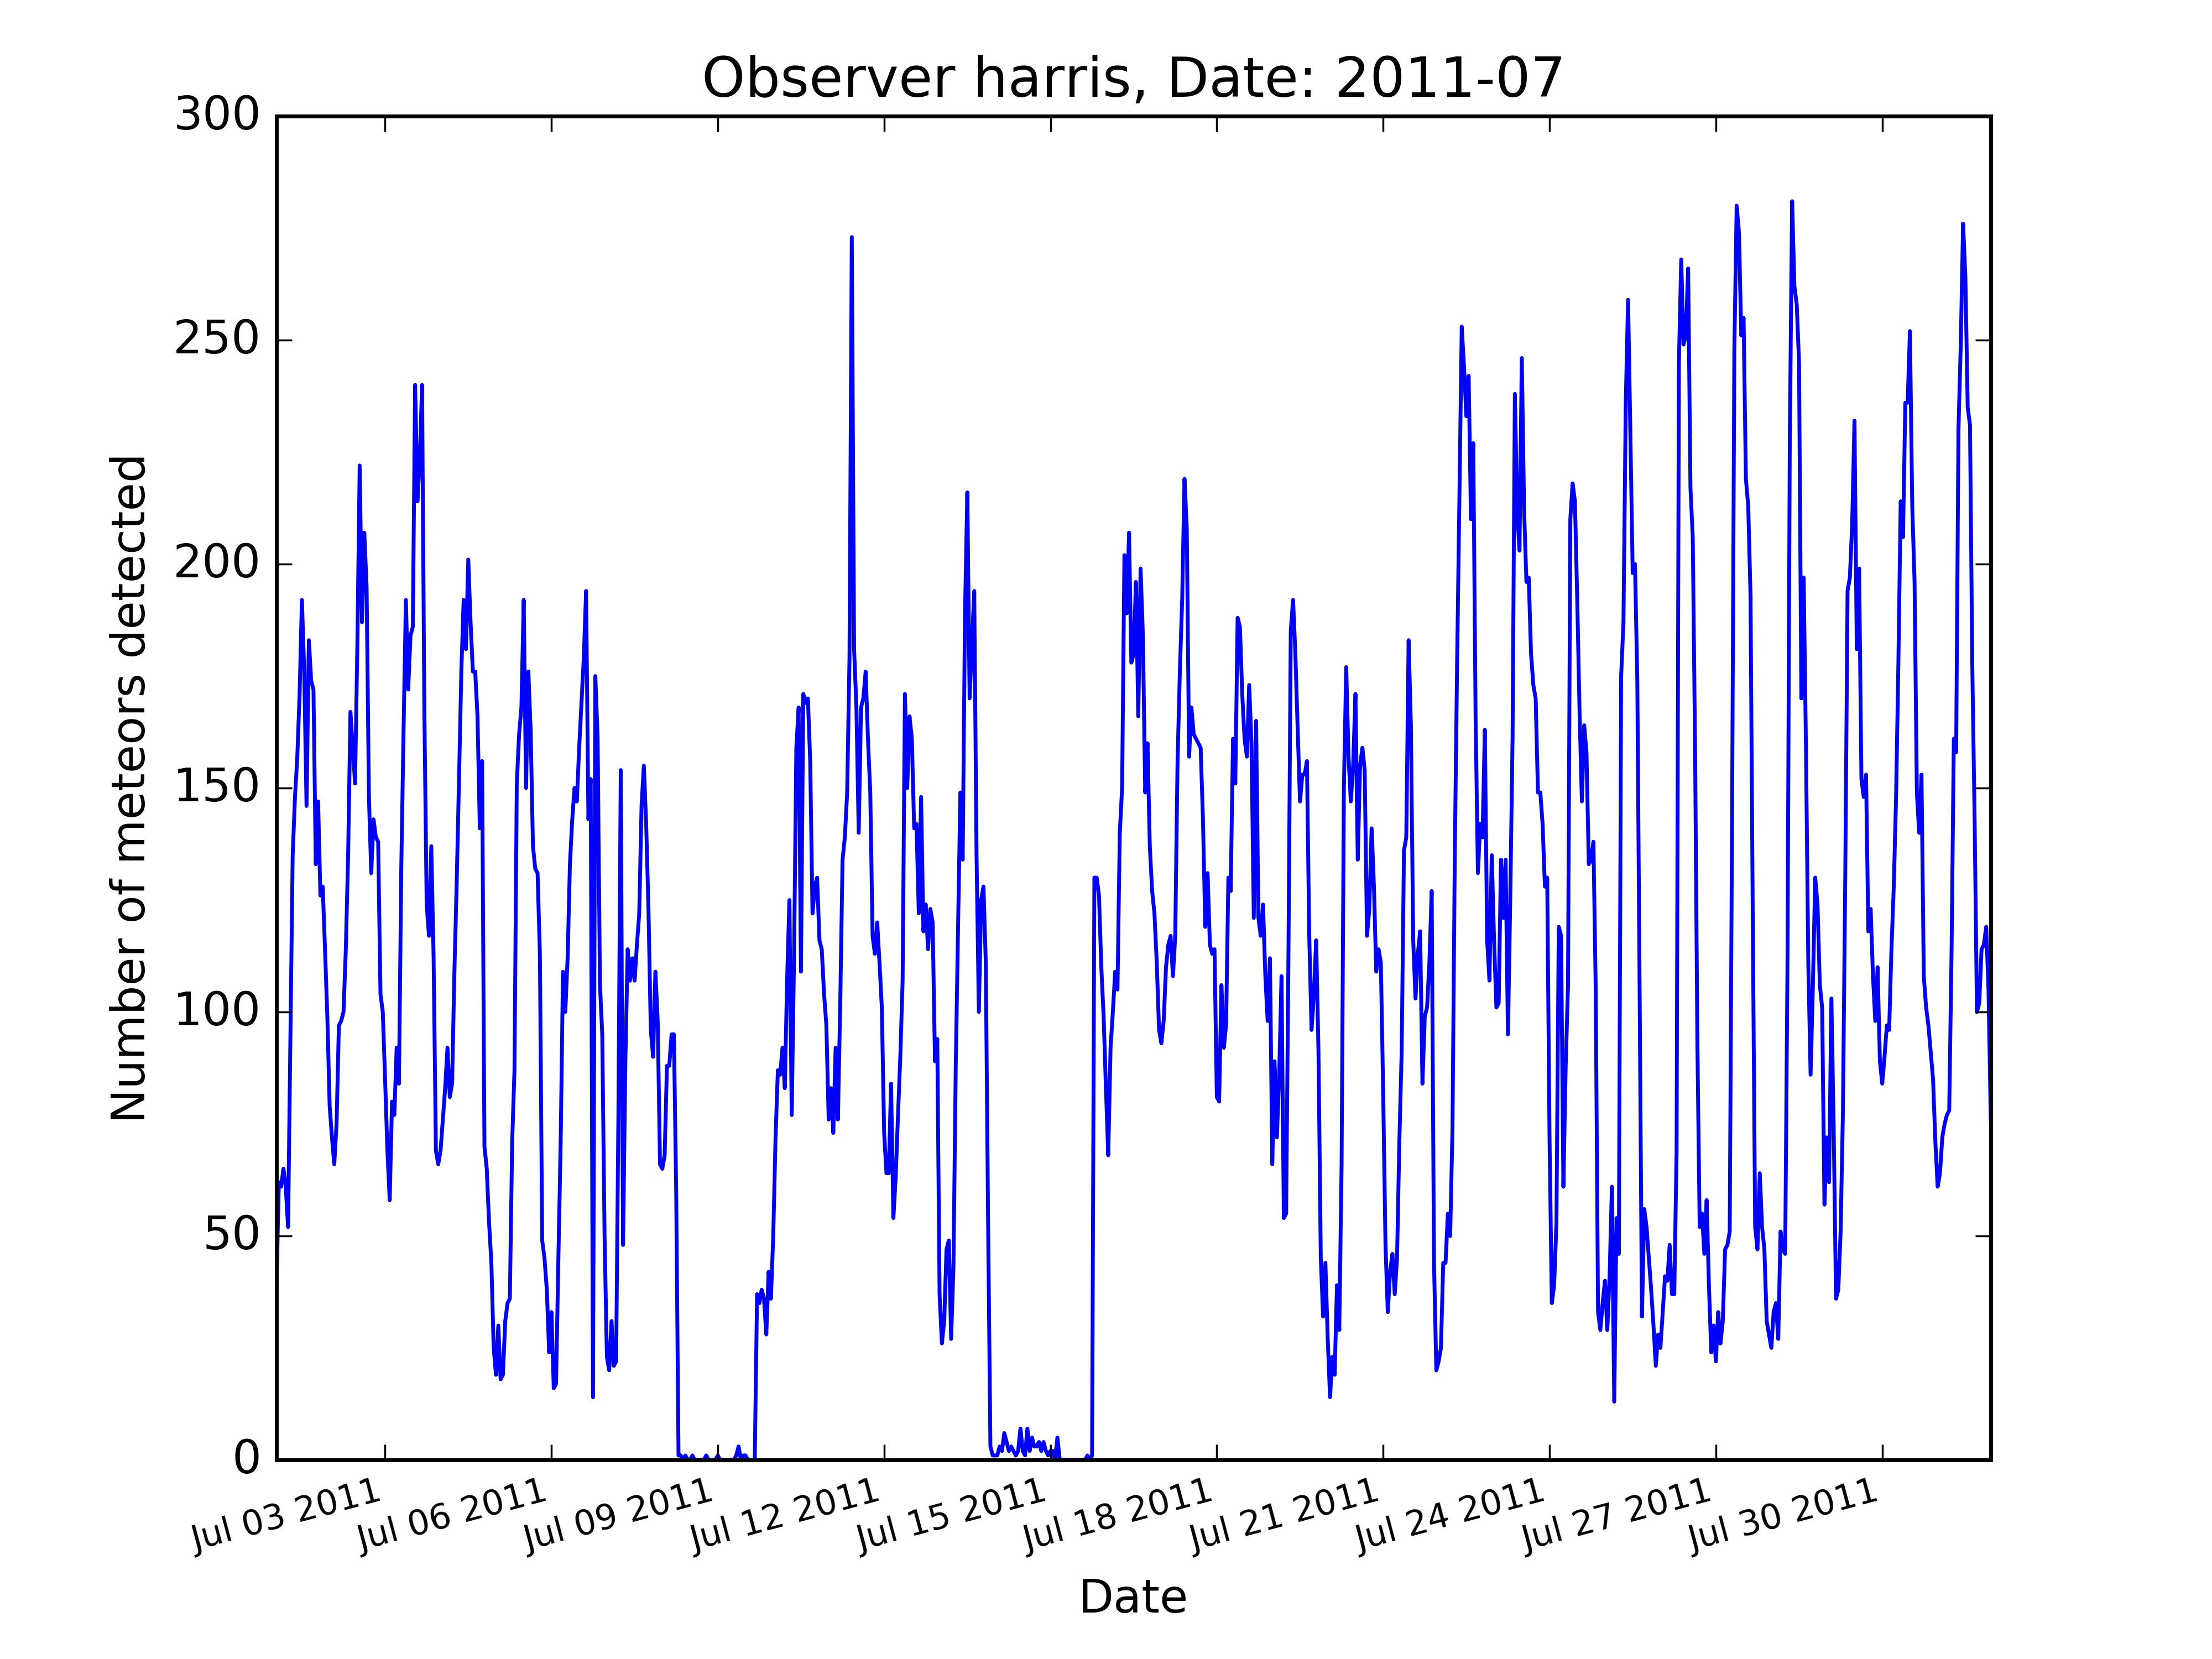 Observer harris, Date: 2011-07
300
250
200
150
100
50
0
Number of meteors detected
Jul 03 2011
Jul 06 2011
Jul 09 2011
Jul 12 2011
Jul 15 2011
Jul 18 2011
Jul 21 2011
Jul 24 2011
Jul 27 2011
Jul 30 2011
Date